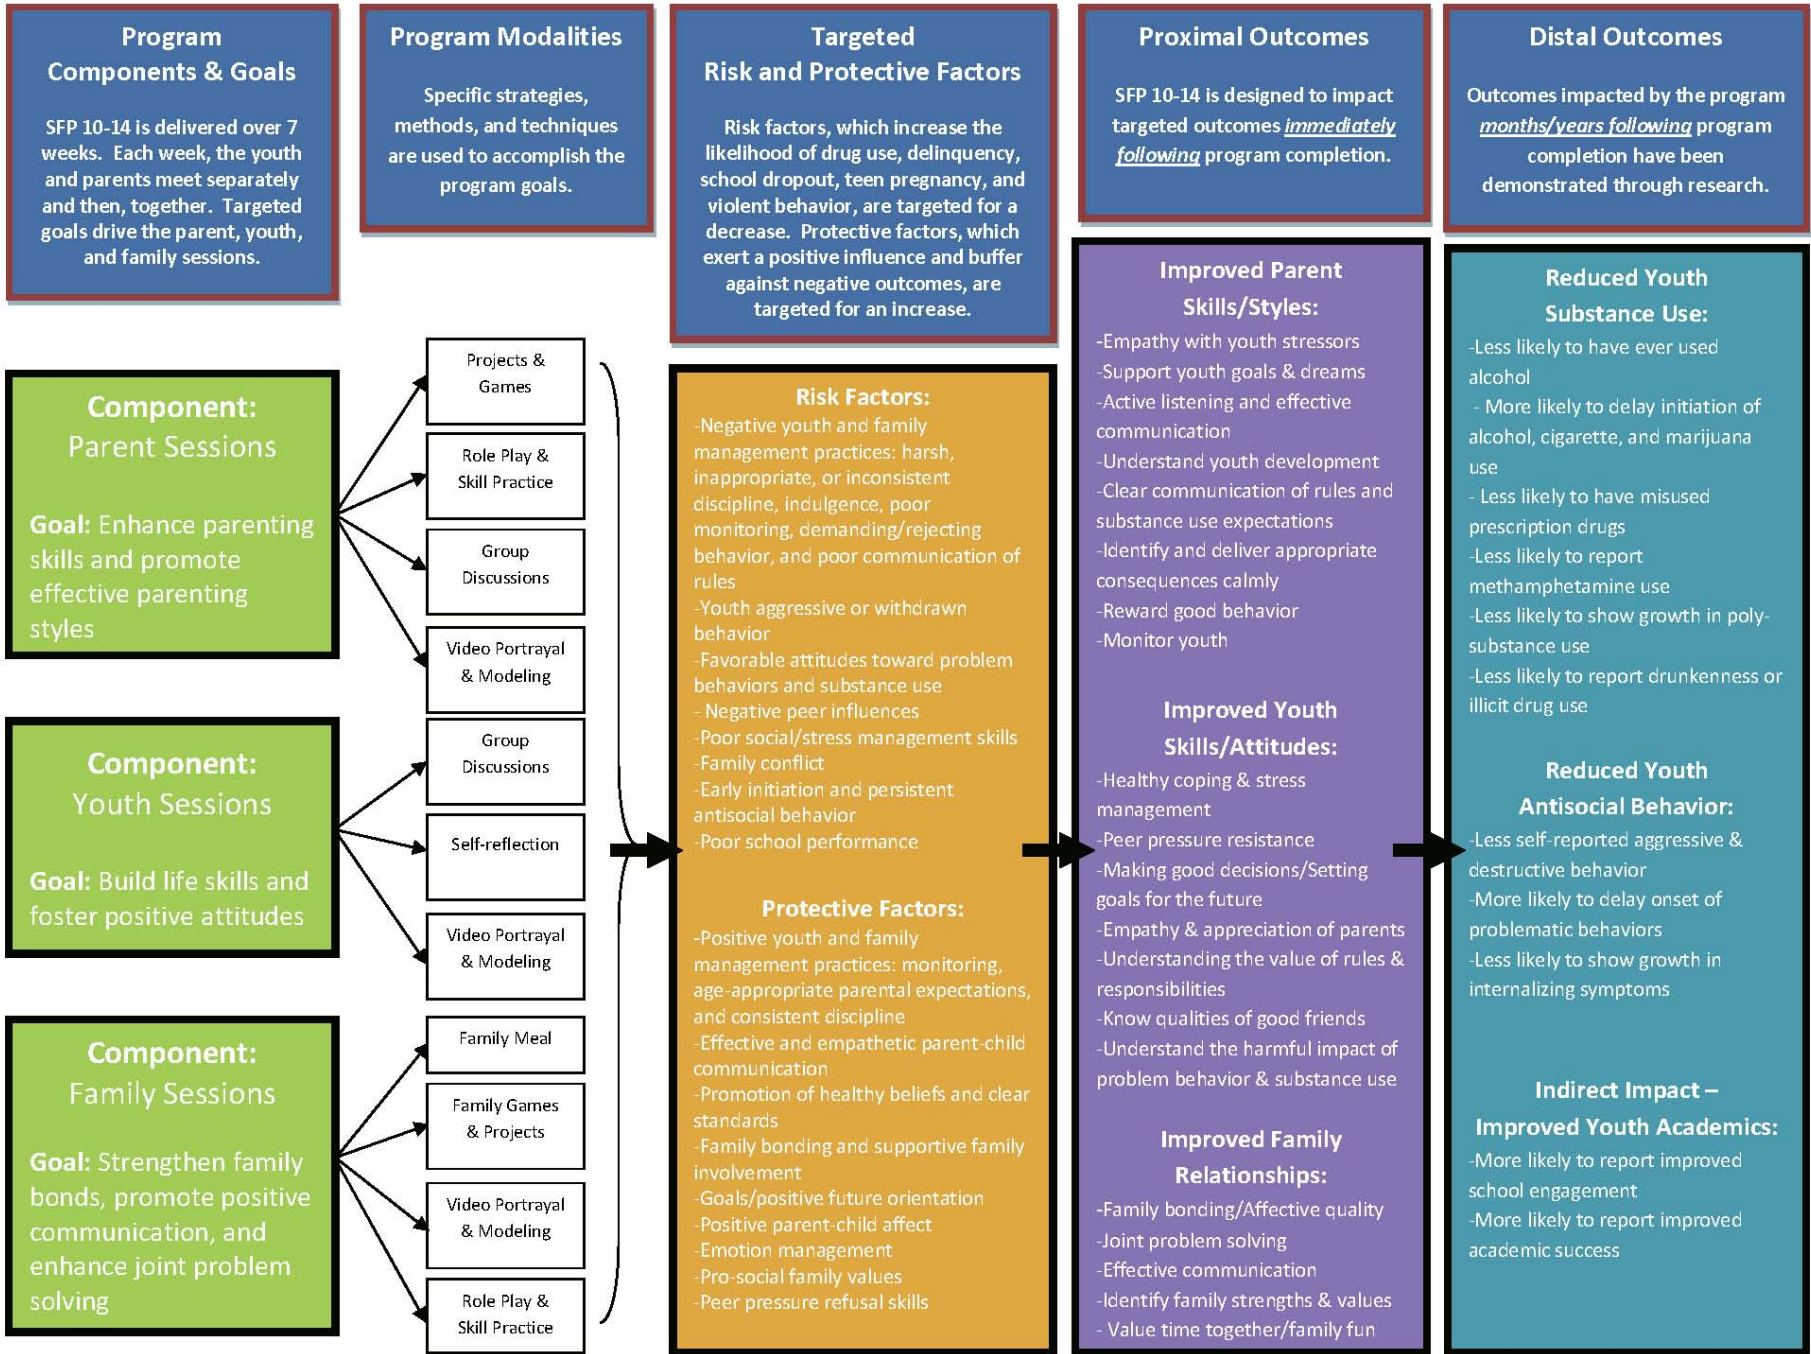 Program
Components & Goals
SFP 10-14 is delivered over 7
weeks. Each week, the youth
and parents meet separately
and then, together. Targeted
goals drive the parent, youth,
and family sessions.
Program Modalities
Specific strategies,
methods, and techniques
are used to accomplish the
program goals.
Targeted
Risk and Protective Factors
Risk factors, which increase the
likelihood of drug use, delinquency,
school dropout, teen pregnancy, and
violent behavior, are targeted for a
decrease. Protective factors, which
exert a positive influence and buffer
against negative outcomes, are
targeted for an increase.
Proximal Outcomes
SFP 10-14 is designed to impact
targeted outcomes immediately
following program completion.
Distal Outcomes
Outcomes impacted by the program
months/years following program
completion have been
demonstrated through research.
Component:
Parent Sessions
Goal: Enhance parenting
skills and promote
effective parenting
styles
Component:
Youth Sessions
Goal: Build life skills and
foster positive attitudes
Component:
Family Sessions
Goal: Strengthen family
bonds, promote positive
communication, and
enhance joint problem
solving
Projects &
Games
Role Play &
Skill Practice
Group
Discussions
Video Portrayal
& Modeling
Group
Discussions
Self-reflection
Video Portrayal
& Modeling
Family Meal
Family Games
& Projects
Video Portrayal
& Modeling
Role Play &
Skill Practice
Risk Factors:
-Negative youth and family
management practices: harsh,
inappropriate, or inconsistent
discipline, indulgence, poor
monitoring, demanding/rejecting
behavior, and poor communication of
rules
-Youth aggressive or withdrawn
behavior
-Favorable attitudes toward problem
behaviors and substance use
- Negative peer influences
-Poor social/stress management skills
-Family conflict
-Early initiation and persistent
antisocial behavior
-Poor school performance
Protective Factors:
-Positive youth and family
management practices: monitoring,
age-appropriate parental expectations,
and consistent discipline
-Effective and empathetic parent-child
communication
-Promotion of healthy beliefs and clear
standards
-Family bonding and supportive family
involvement
-Goals/positive future orientation
-Positive parent-child affect
-Emotion management
-Pro-social family values
-Peer pressure refusal skills
Improved Parent
Skills/Styles:
-Empathy with youth stressors
-Support youth goals & dreams
-Active listening and effective
communication
-Understand youth development
-Clear communication of rules and
substance use expectations
-Identify and deliver appropriate
consequences calmly
-Reward good behavior
-Monitor youth
Improved Youth
Skills/Attitudes:
-Healthy coping & stress
management
-Peer pressure resistance
-Making good decisions/Setting
goals for the future
-Empathy & appreciation of parents
-Understanding the value of rules &
responsibilities
-Know qualities of good friends
-Understand the harmful impact of
problem behavior & substance use
Improved Family
Relationships:
-Family bonding/Affective quality
-Joint problem solving
-Effective communication
-Identify family strengths & values
- Value time together/family fun
Reduced Youth
Substance Use:
-Less likely to have ever used
alcohol
- More likely to delay initiation of
alcohol, cigarette, and marijuana
use
- Less likely to have misused
prescription drugs
-Less likely to report
methamphetamine use
-Less likely to show growth in poly-
substance use
-Less likely to report drunkenness or
illicit drug use
Reduced Youth
Antisocial Behavior:
-Less self-reported aggressive &
destructive behavior
-More likely to delay onset of
problematic behaviors
-Less likely to show growth in
internalizing symptoms
Indirect Impact –
Improved Youth Academics:
-More likely to report improved
school engagement
-More likely to report improved
academic success